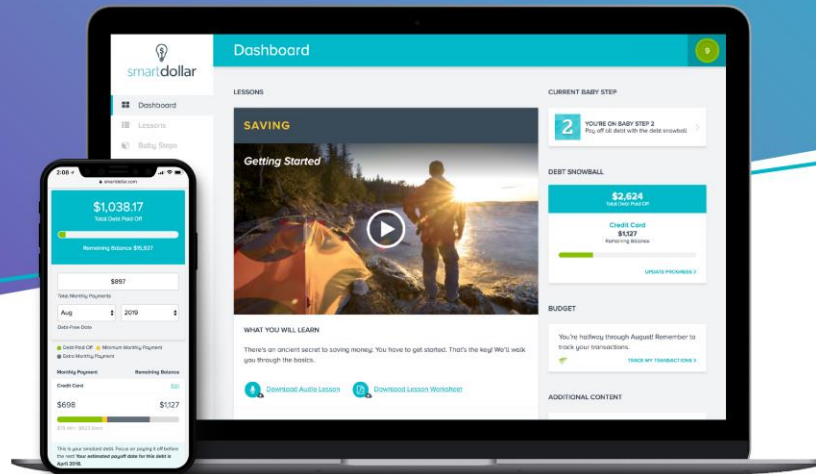 smartdollar
Dashboard
Lessons
Baby Steps
Dashboard
9
LESSONS
SAVING
Getting Started
WHAT YOU WILL LEARN
There's an ancient secret to saving money: You have to get started. That's the key! We'll walk
you through the basics.
Download Audio Lesson
Download Lesson Worksheet
CURRENT BABY STEP
2
YOU'RE ON BABY STEP 2
Pay off all debt with the debt snowball
DEBT SNOWBALL
$2,624
Total Debt Paid Off
Credit Card
$1,127
Remaining Balance
UPDATE PROGRESS >
BUDGET
You're halfway through August! Remember to
track your transactions.
TRACK MY TRANSACTIONS >
ADDITIONAL CONTENT
2:08
smartdollar.com
$1,038.17
Total Debt Paid Off
Remaining Balance $15,927
$897
Total Monthly Payments
Aug
2019
Debt-Free Date
Debt Paid Off
Minimum Monthly Payment
Extra Monthly Payment
Monthly Payment
Remaining Balance
Credit Card
Edit
$698
$1,127
This is your smallest debt. Focus on paying it off before
the rest! Your estimated payoff date for this debt is
April 2018.